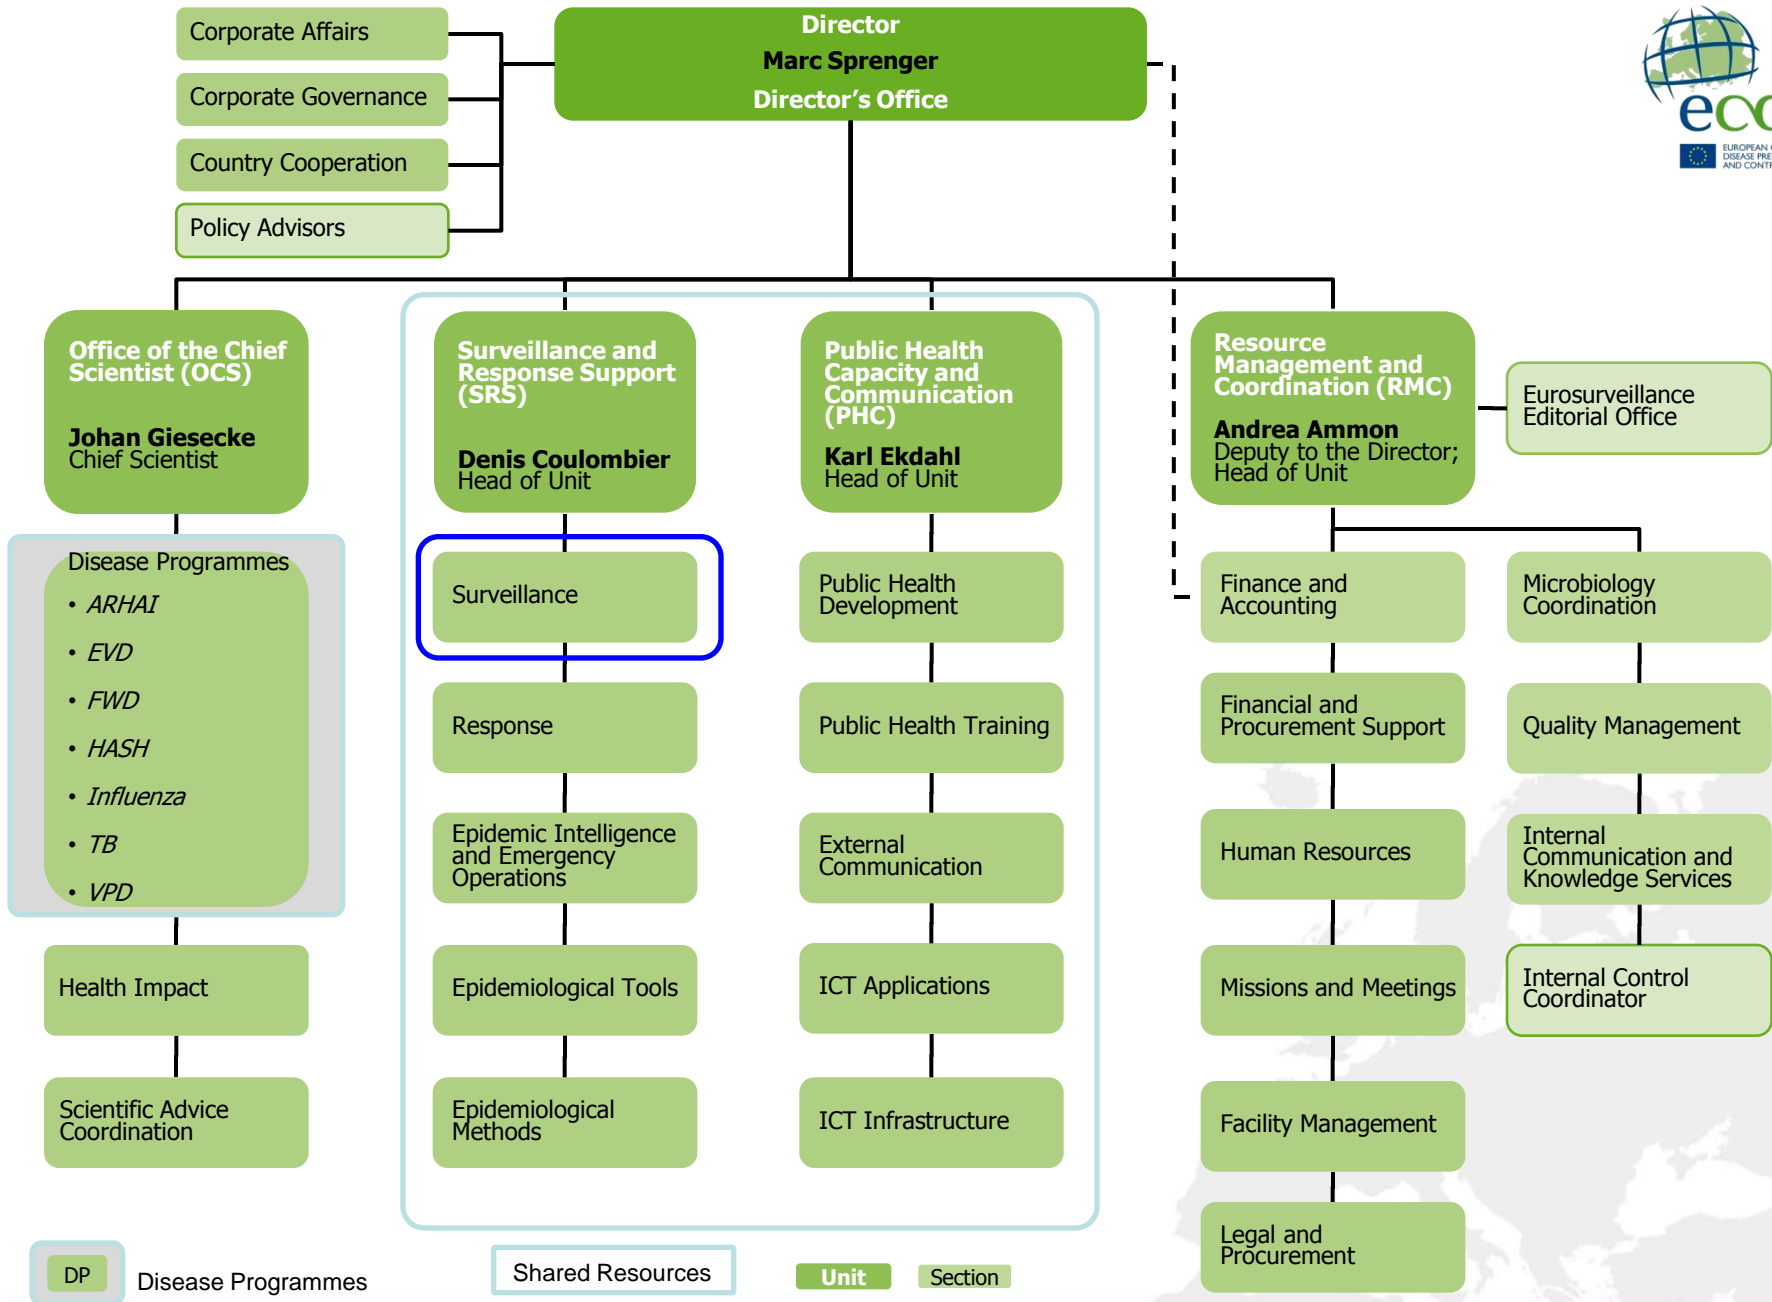 Corporate Affairs
Corporate Governance
Country Cooperation
Policy Advisors
Director
Marc Sprenger
Director's Office
Office of the Chief
Scientist (OCS)
Johan Giesecke
Chief Scientist
Surveillance and
Response Support
(SRS)
Denis Coulombier
Head of Unit
Public Health
Capacity and
Communication
(PHC)
Karl Ekdahl
Head of Unit
Resource
Management and
Coordination (RMC)
Andrea Ammon
Deputy to the Director;
Head of Unit
Eurosurveillance
Editorial Office
Disease Programmes
• ARHAI
• EVD
• FWD
• HASH
• Influenza
• TB
• VPD
Health Impact
Scientific Advice
Coordination
Surveillance
Response
Epidemic Intelligence
and Emergency
Operations
Epidemiological Tools
Epidemiological
Methods
Public Health
Development
Public Health Training
External
Communication
ICT Applications
ICT Infrastructure
Finance and
Accounting
Financial and
Procurement Support
Human Resources
Missions and Meetings
Facility Management
Legal and
Procurement
Microbiology
Coordination
Quality Management
Internal
Communication and
Knowledge Services
Internal Control
Coordinator
DP
Disease Programmes
Shared Resources
Unit
Section
EUROPEAN
DISEASE
AND